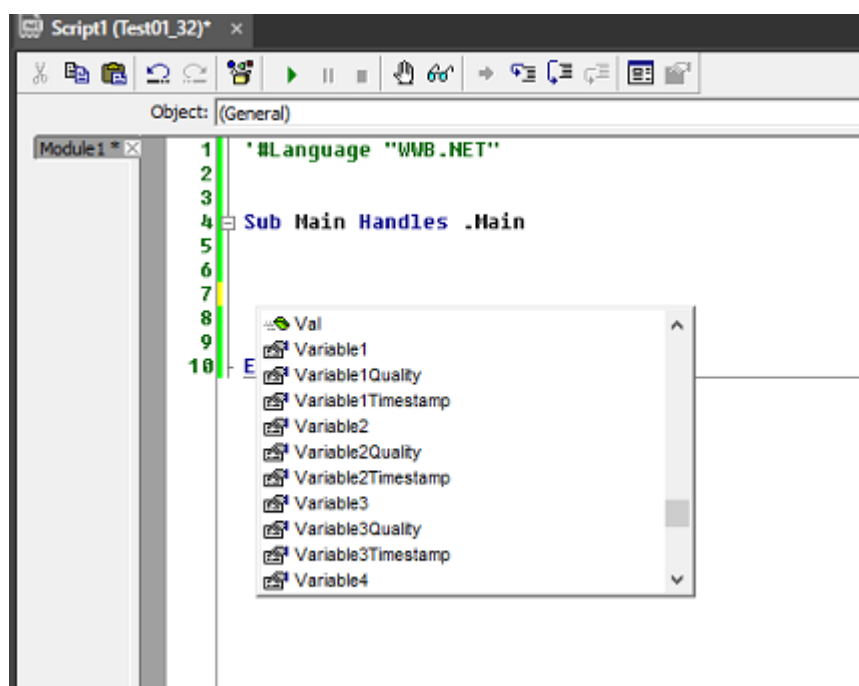 Script1 (Test01_32)*
Object: (General)
Module1 *
1 '#Language "WWB.NET"
2
3
4 Sub Main Handles .Main
5
6
7
8
9
10 E
Val
Variable1
Variable1Quality
Variable1Timestamp
Variable2
Variable2Quality
Variable2Timestamp
Variable3
Variable3Quality
Variable3Timestamp
Variable4